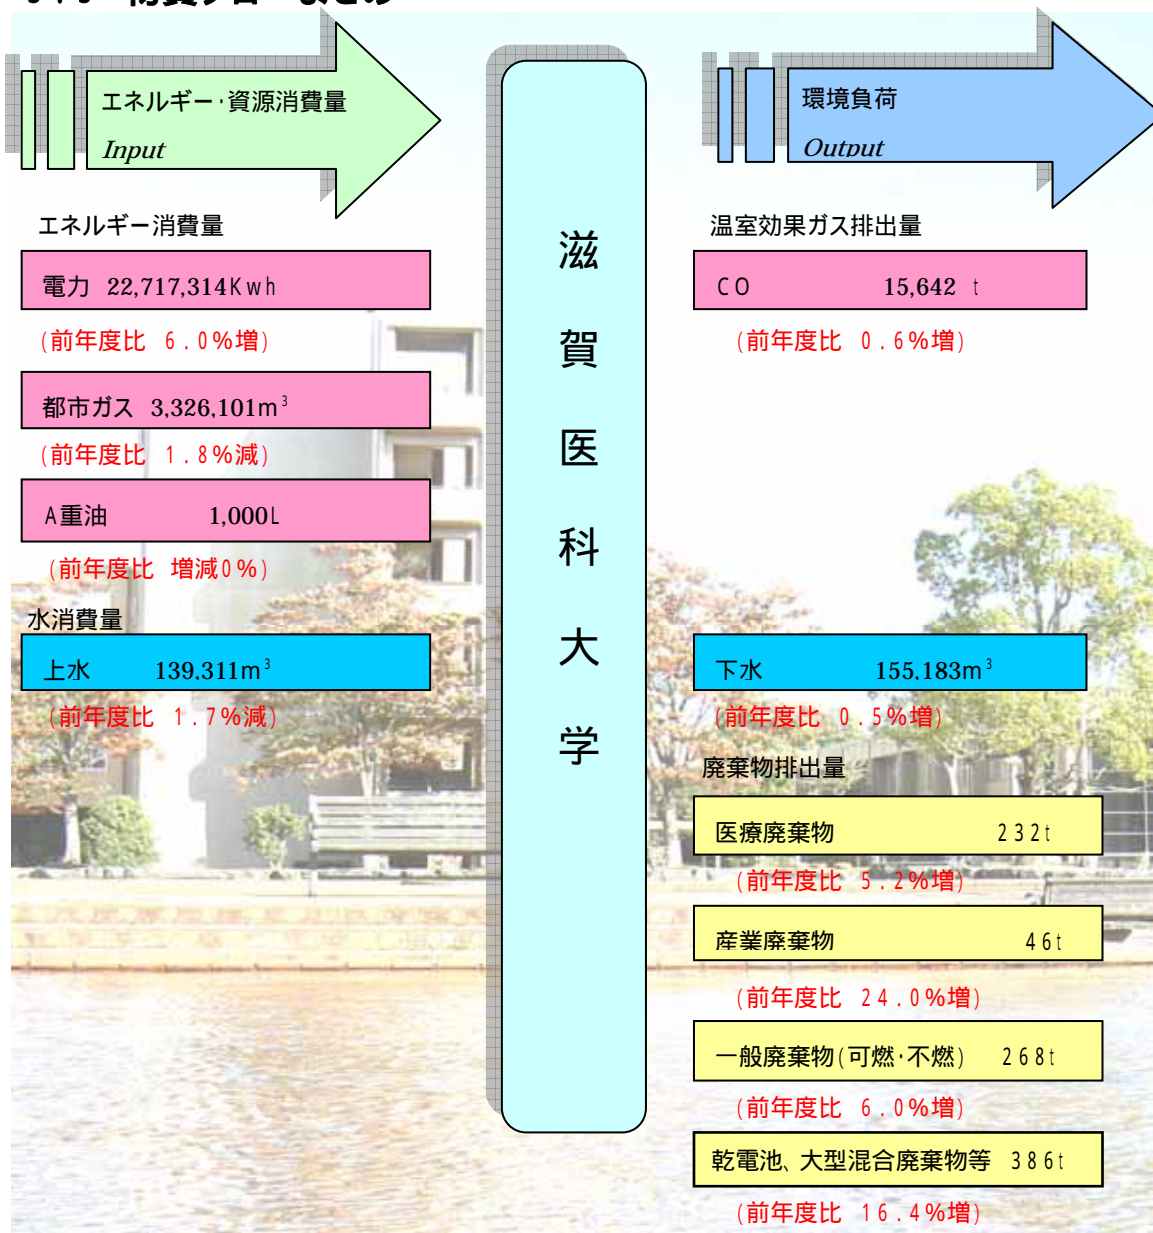 エネルギー・資源消費量
Input
エネルギー消費量
電力 22,717,314Kwh
(前年度比 6.0%増)
都市ガス 3,326,101m³
(前年度比 1.8%減)
A重油 1,000L
(前年度比 増減0%)
水消費量
上水 139,311m³
(前年度比 1.7%減)
滋賀医科大学
環境負荷
Output
温室効果ガス排出量
CO 15,642 t
(前年度比 0.6%増)
下水 155,183m³
(前年度比 0.5%増)
廃棄物排出量
医療廃棄物 232t
(前年度比 5.2%増)
産業廃棄物 46t
(前年度比 24.0%増)
一般廃棄物(可燃・不燃) 268t
(前年度比 6.0%増)
乾電池、大型混合廃棄物等 386t
(前年度比 16.4%増)